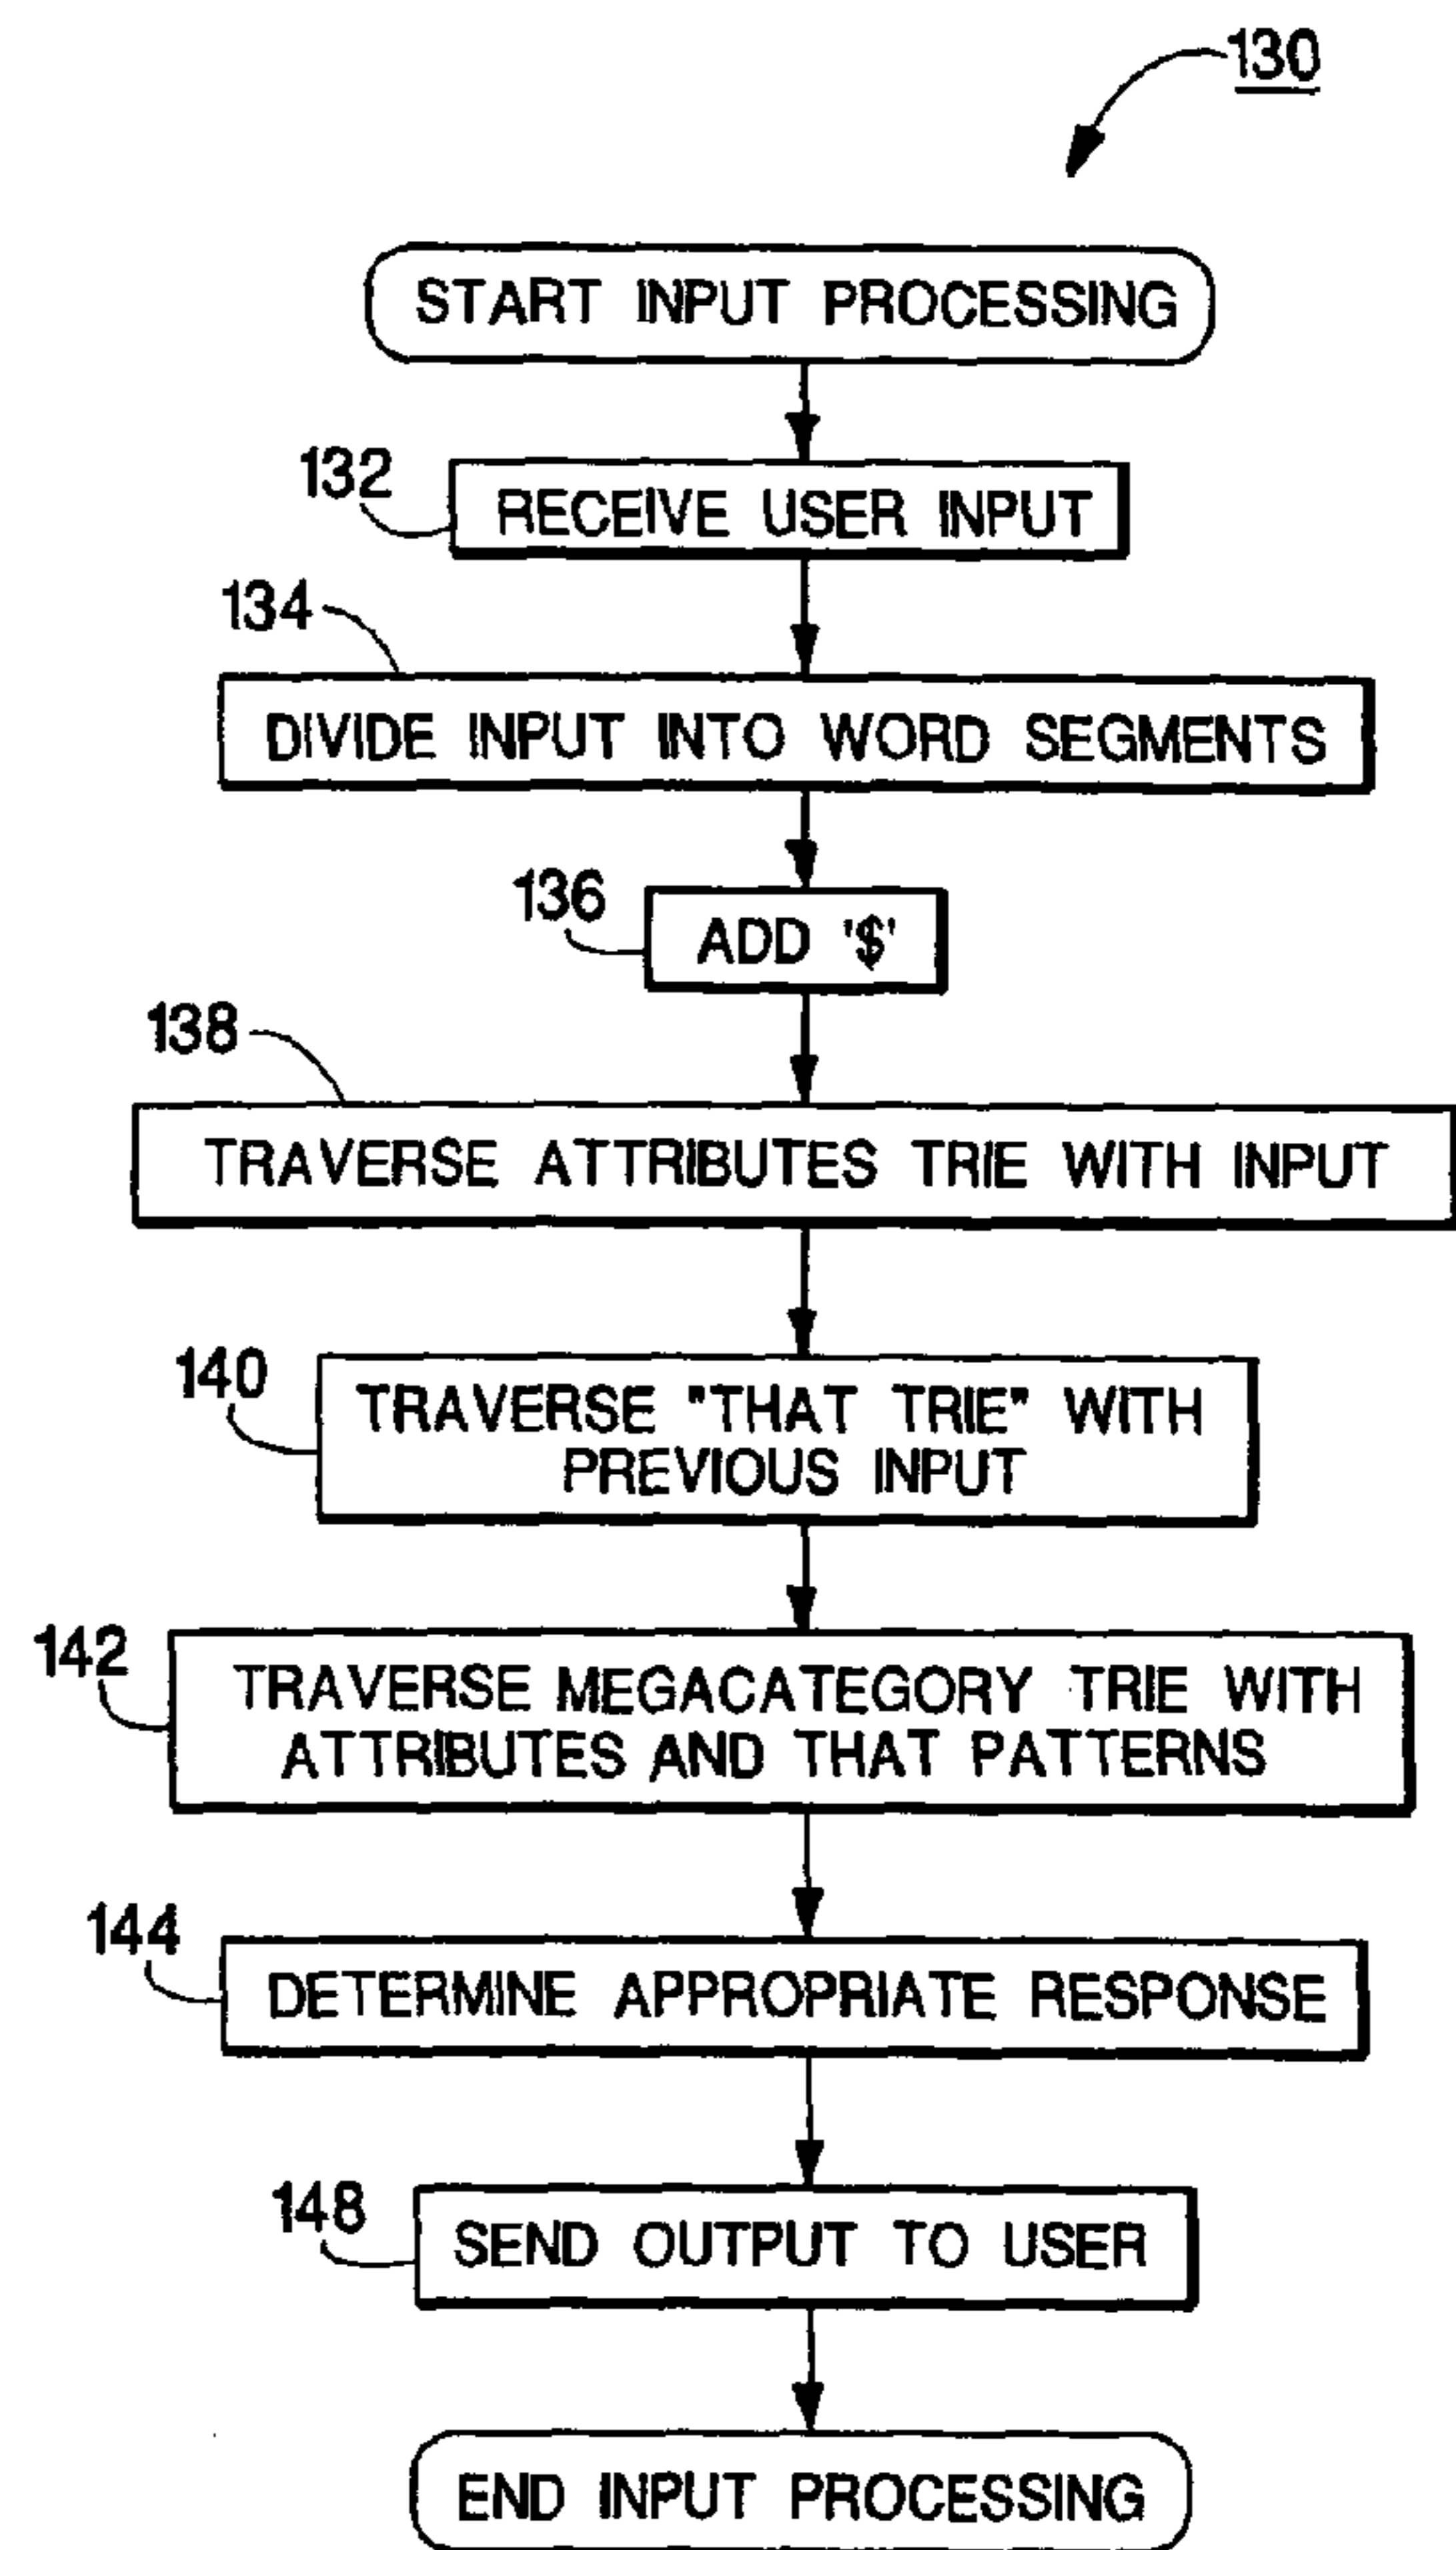 130
START INPUT PROCESSING
132
RECEIVE USER INPUT
134
DIVIDE INPUT INTO WORD SEGMENTS
136
ADD '$'
138
TRAVERSE ATTRIBUTES TRIE WITH INPUT
140
TRAVERSE "THAT TRIE" WITH
PREVIOUS INPUT
142
TRAVERSE MEGACATEGORY TRIE WITH
ATTRIBUTES AND THAT PATTERNS
144
DETERMINE APPROPRIATE RESPONSE
148
SEND OUTPUT TO USER
END INPUT PROCESSING